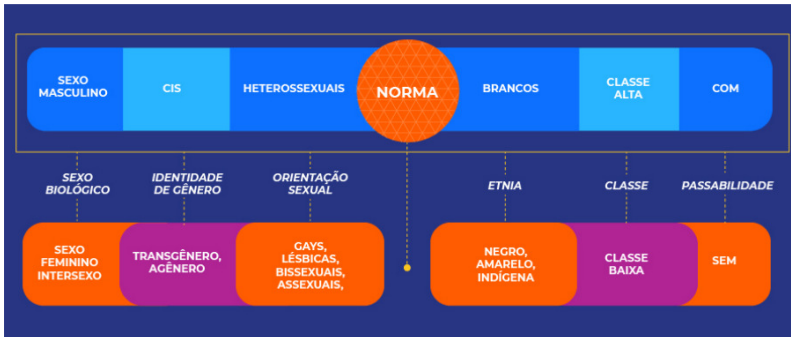 SEXO
MASCULINO
CIS
HETEROSSEXUAIS
NORMA
BRANCOS
CLASSE
ALTA
COM
SEXO
BIOLÓGICO
IDENTIDADE
DE GÊNERO
ORIENTAÇÃO
SEXUAL
ETNIA
CLASSE
PASSABILIDADE
SEXO
FEMININO
INTERSEXO
TRANSGÊNERO,
AGÊNERO
GAYS,
LÉSBICAS,
BISSEXUAIS,
ASSEXUAIS,
NEGRO,
AMARELO,
INDÍGENA
CLASSE
BAIXA
SEM